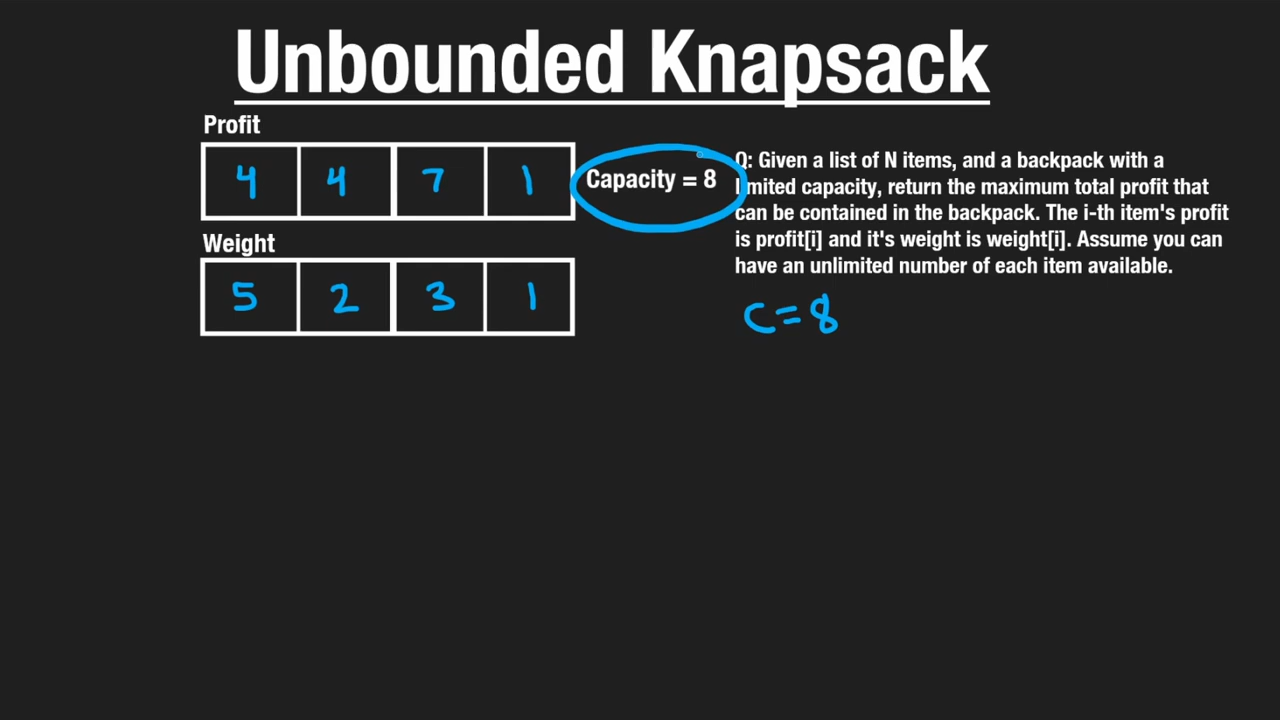 Unbounded Knapsack
Profit
4 4 7 1
Capacity = 8
Weight
5 2 3 1
Q: Given a list of N items, and a backpack with a
limited capacity, return the maximum total profit that
can be contained in the backpack. The i-th item's profit
is profit[i] and it's weight is weight[i]. Assume you can
have an unlimited number of each item available.
C=8